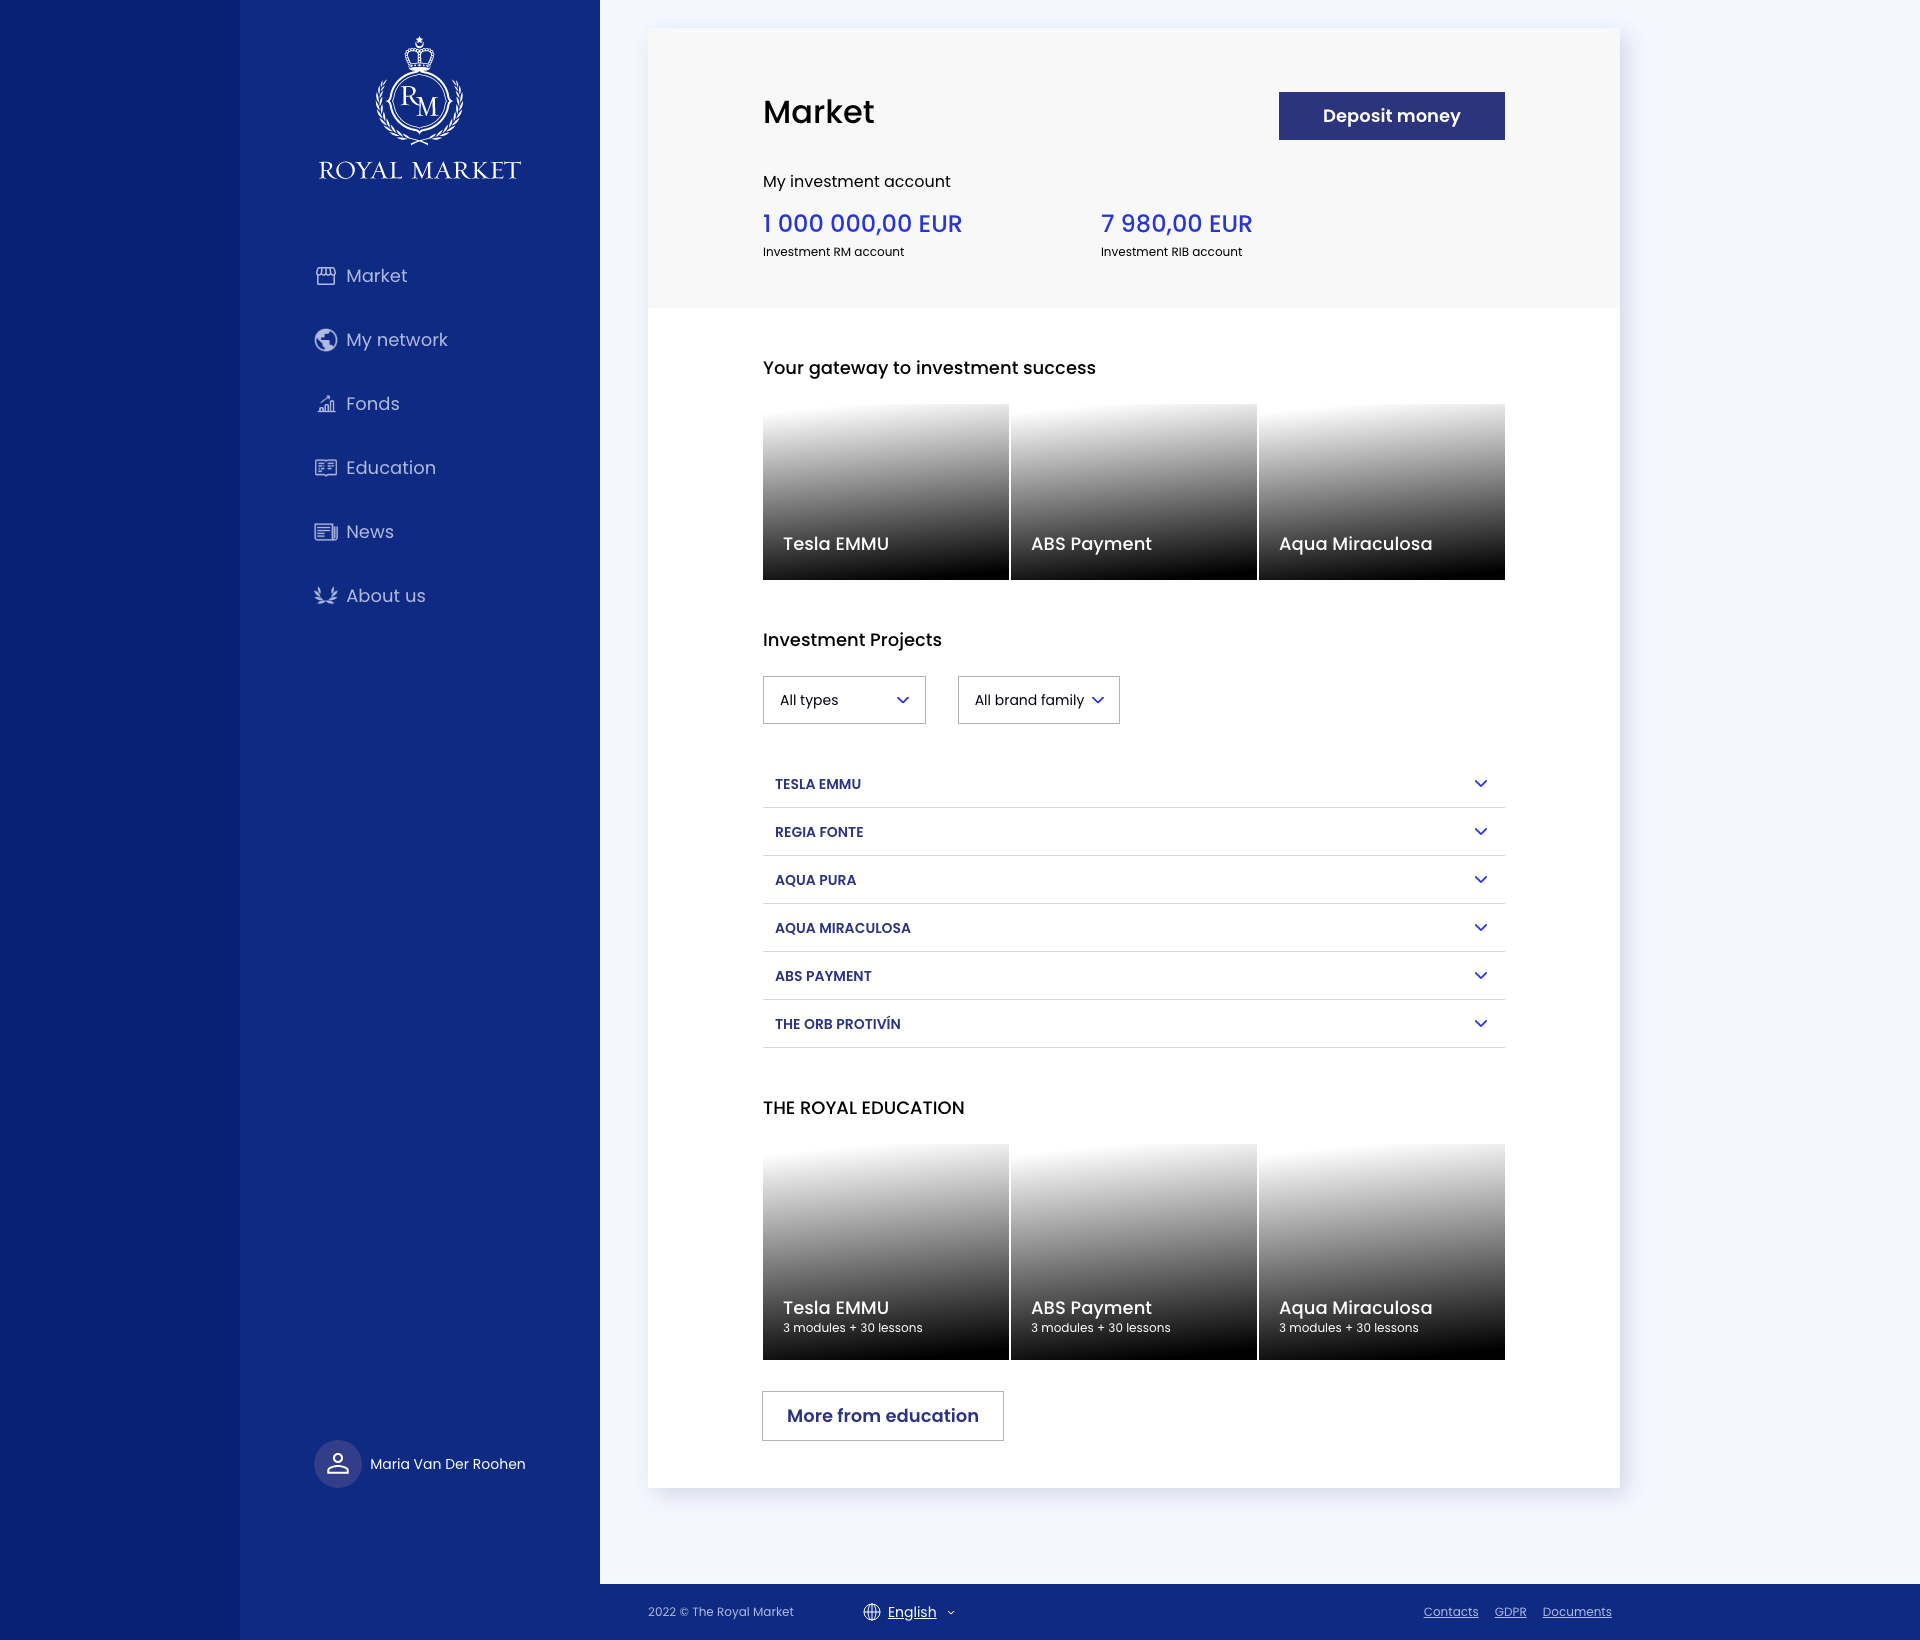 RM
ROYAL MARKET
Market
My network
Fonds
Education
News
About us
Maria Van Der Roohen
Market
Deposit money
My investment account
1 000 000,00 EUR
7 980,00 EUR
Investment RM account
Investment RIB account
Your gateway to investment success
Tesla EMMU
ABS Payment
Aqua Miraculosa
Investment Projects
All types
All brand family
TESLA EMMU
REGIA FONTE
AQUA PURA
AQUA MIRACULOSA
ABS PAYMENT
THE ORB PROTIVÍN
THE ROYAL EDUCATION
Tesla EMMU
3 modules + 30 lessons
ABS Payment
3 modules + 30 lessons
Aqua Miraculosa
3 modules + 30 lessons
More from education
2022 © The Royal Market
English
Contacts
GDPR
Documents